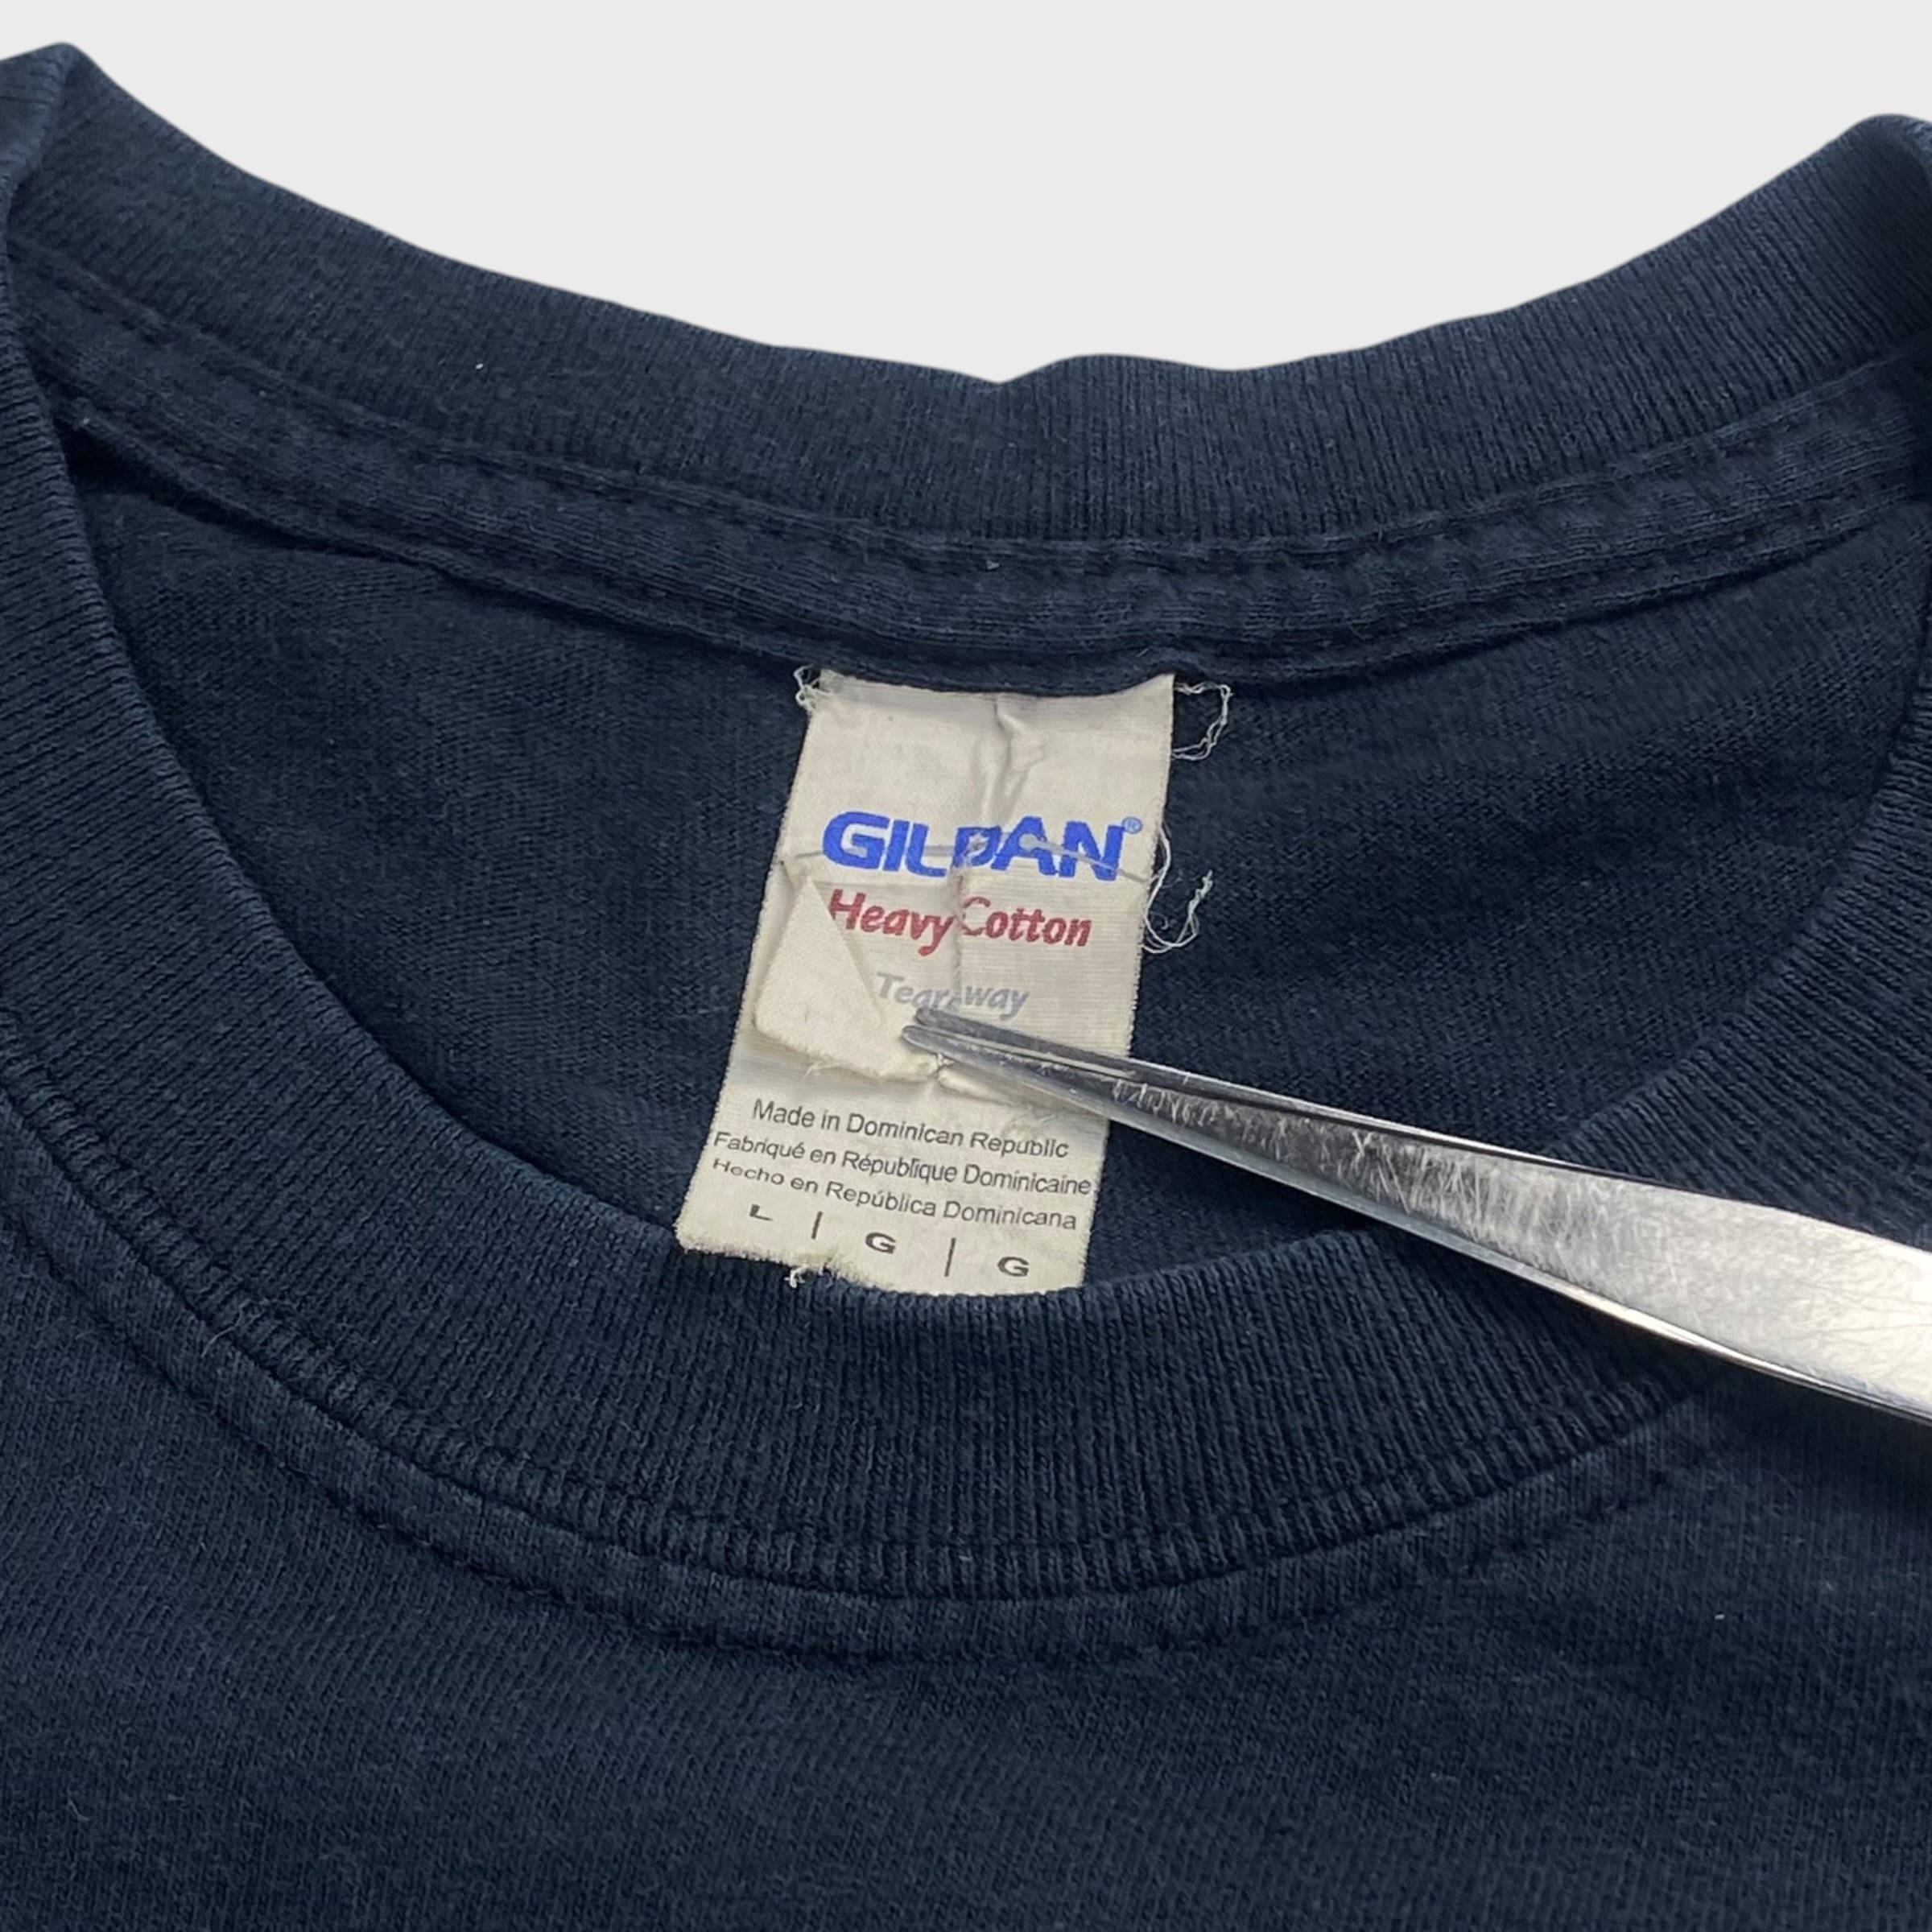 GILDAN®
Heavy Cotton
TearAway
Made in Dominican Republic
Fabriqué en République Dominicaine
Hecho en República Dominicana
L | G | G